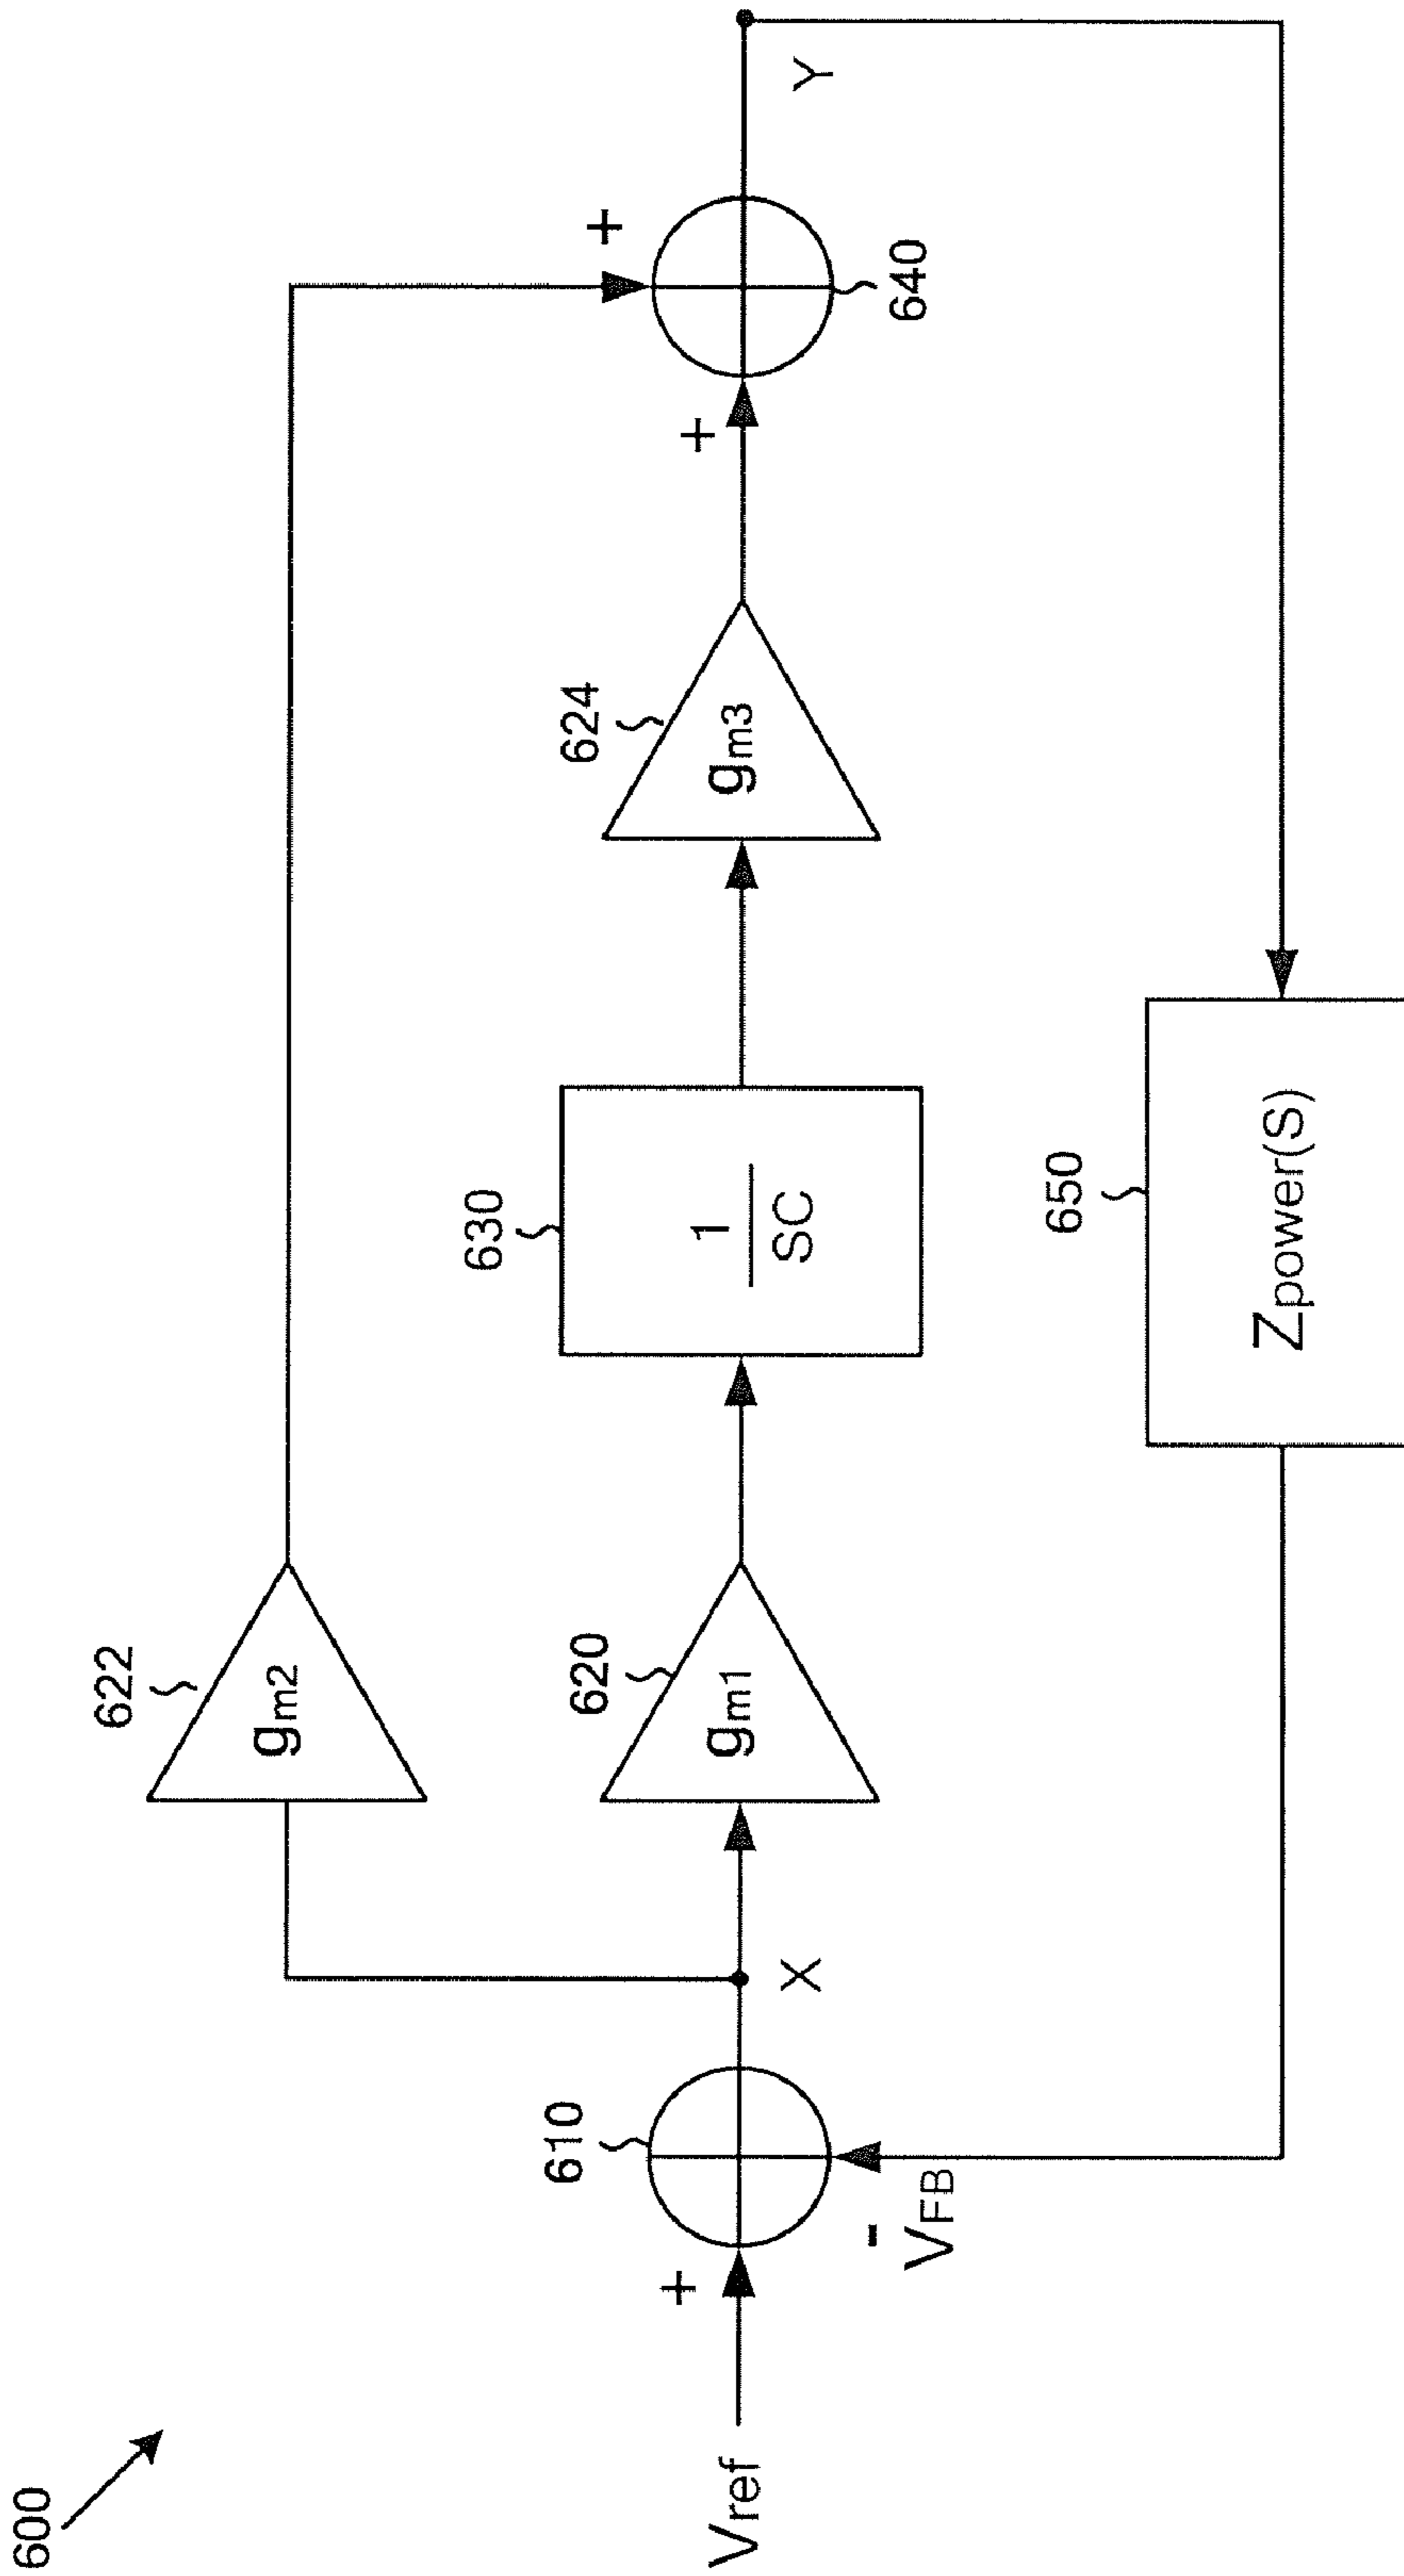 600
622
gm2
Vref
+
610
-
VFB
X
620
gm1
630
1
SC
624
gm3
+
+
640
Y
650
Zpower(S)